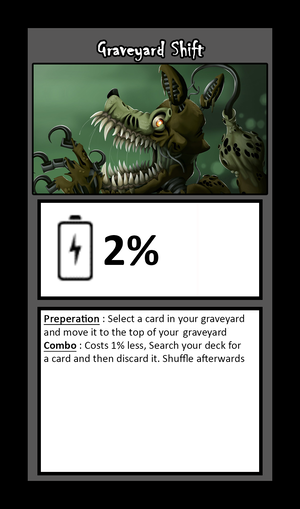 Graveyard Shift
2%
Preperation : Select a card in your graveyard
and move it to the top of your graveyard
Combo : Costs 1% less, Search your deck for
a card and then discard it. Shuffle afterwards